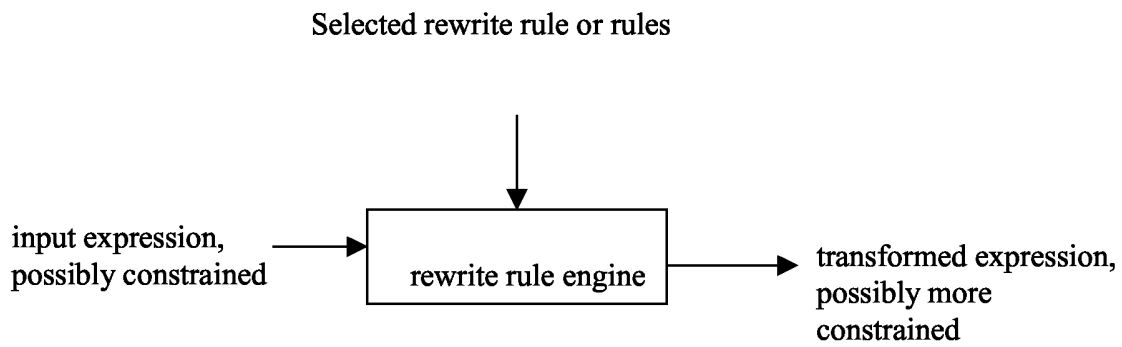 Selected rewrite rule or rules
input expression,
possibly constrained
rewrite rule engine
transformed expression,
possibly more
constrained